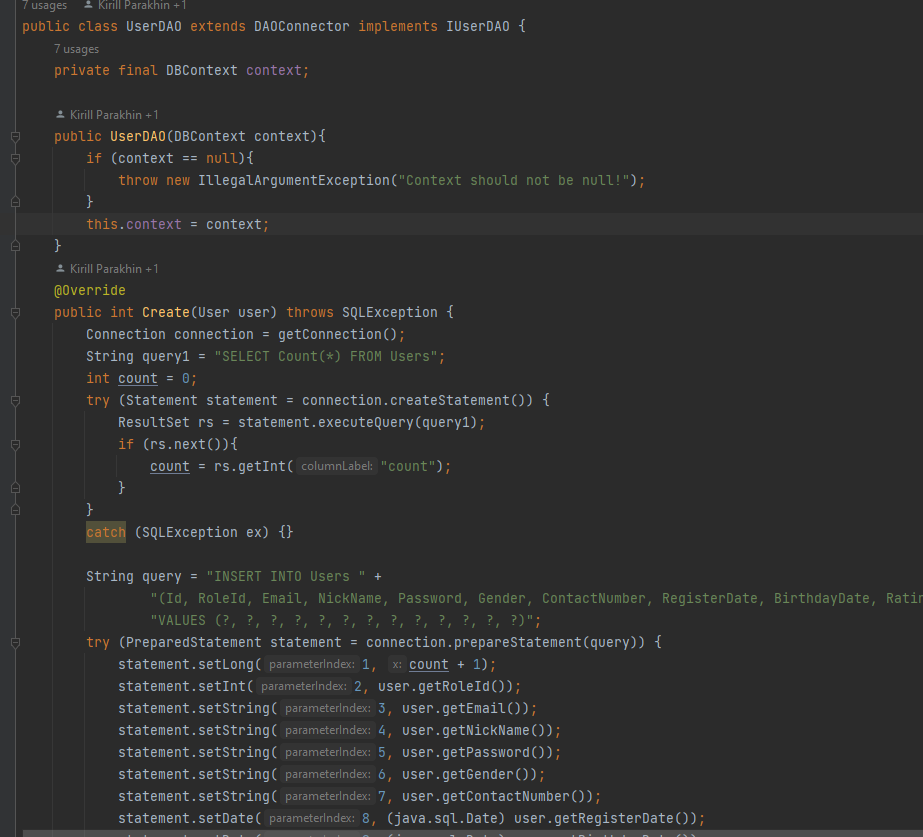 7 usages Kirill Parakhin +1
public class UserDAO extends DAOConnector implements IUserDAO {
7 usages
private final DBContext context;
Kirill Parakhin +1
public UserDAO(DBContext context){
if (context == null){
throw new IllegalArgumentException("Context should not be null!");
}
this.context = context;
}
Kirill Parakhin +1
@Override
public int Create(User user) throws SQLException {
Connection connection = getConnection();
String query1 = "SELECT Count(*) FROM Users";
int count = 0;
try (Statement statement = connection.createStatement()) {
ResultSet rs = statement.executeQuery(query1);
if (rs.next()){
count = rs.getInt( columnLabel: "count");
}
}
catch (SQLException ex) {}
String query = "INSERT INTO Users " +
"(Id, RoleId, Email, NickName, Password, Gender, ContactNumber, RegisterDate, BirthdayDate,
"VALUES (?, ?, ?, ?, ?, ?, ?, ?, ?, ?, ?, ?, ?)";
try (PreparedStatement statement = connection.prepareStatement(query)) {
statement.setLong( parameterIndex: 1, x: count + 1);
statement.setInt( parameterIndex: 2, user.getRoleId());
statement.setString( parameterIndex: 3, user.getEmail());
statement.setString( parameterIndex: 4, user.getNickName());
statement.setString( parameterIndex: 5, user.getPassword());
statement.setString( parameterIndex: 6, user.getGender());
statement.setString( parameterIndex: 7, user.getContactNumber());
statement.setDate( parameterIndex: 8, (java.sql.Date) user.getRegisterDate());